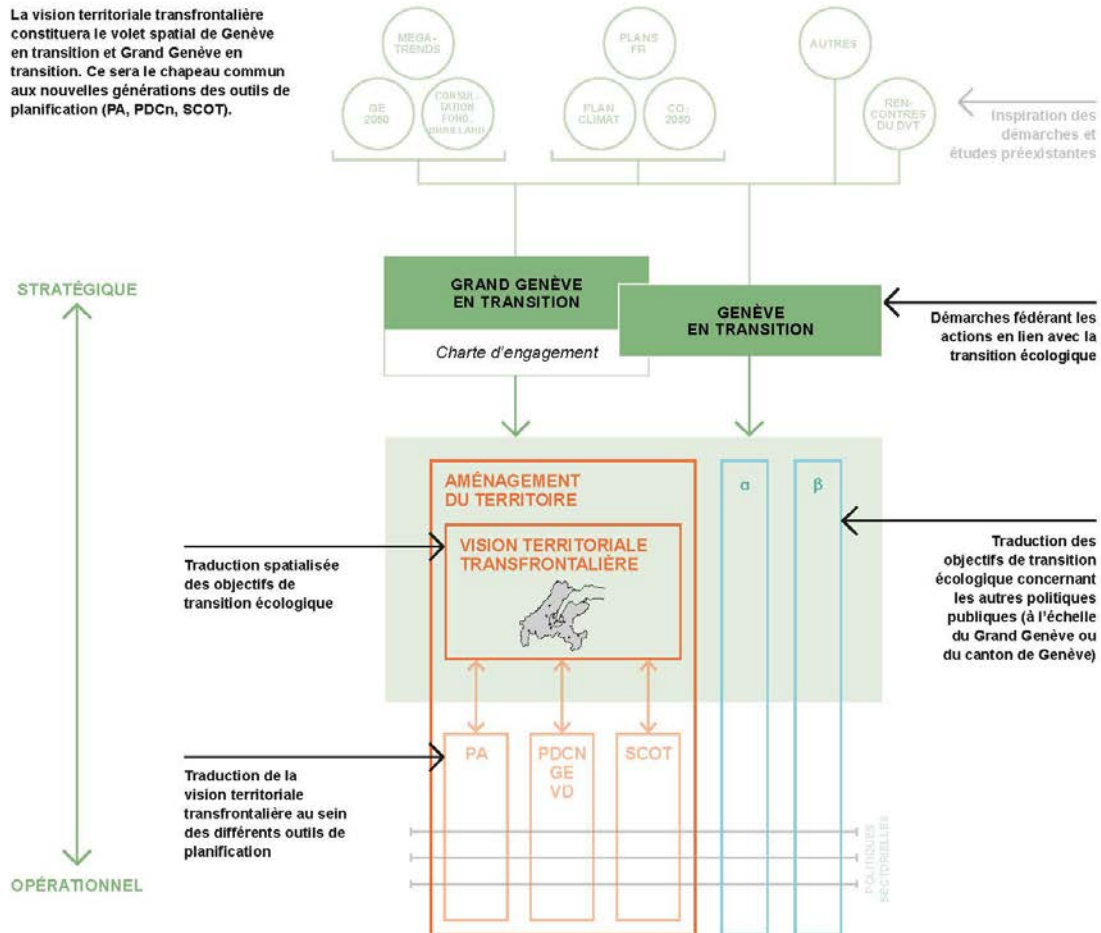 La vision territoriale transfrontalière
constituera le volet spatial de Genève
en transition et Grand Genève en
transition. Ce sera le chapeau commun
aux nouvelles générations des outils de
planification (PA, PDCn, SCOT).
MEGA-
TRENDS
GE
2050
CONSUL-
TATION
FOND.
BRAILLARD
PLANS
FR
PLAN
CLIMAT
CO2
2050
AUTRES
REN-
CONTRES
DU DVT
Inspiration des
démarches et
études préexistantes
STRATÉGIQUE
GRAND GENÈVE
EN TRANSITION
Charte d'engagement
GENÈVE
EN TRANSITION
Démarches fédérant les
actions en lien avec la
transition écologique
AMÉNAGEMENT
DU TERRITOIRE
VISION TERRITORIALE
TRANSFRONTALIÈRE
α
β
Traduction spatialisée
des objectifs de
transition écologique
Traduction des
objectifs de transition
écologique concernant
les autres politiques
publiques (à l'échelle
du Grand Genève ou
du canton de Genève)
PA
PDCN
GE
VD
SCOT
Traduction de la
vision territoriale
transfrontalière au sein
des différents outils de
planification
POLITIQUES
SECTORIELLES
OPÉRATIONNEL